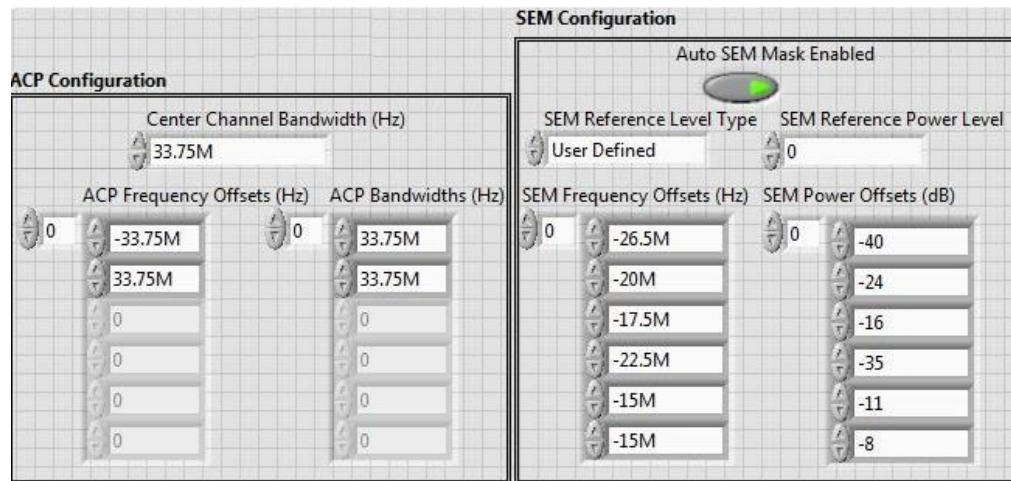 SEM Configuration
Auto SEM Mask Enabled
SEM Reference Level Type SEM Reference Power Level
User Defined 0
SEM Frequency Offsets (Hz) SEM Power Offsets (dB)
0 -26.5M 0 -40
-20M -24
-17.5M -16
-22.5M -35
-15M -11
-15M -8
ACP Configuration
Center Channel Bandwidth (Hz)
33.75M
ACP Frequency Offsets (Hz) ACP Bandwidths (Hz)
0 -33.75M 0 33.75M
33.75M 33.75M
0 0
0 0
0 0
0 0